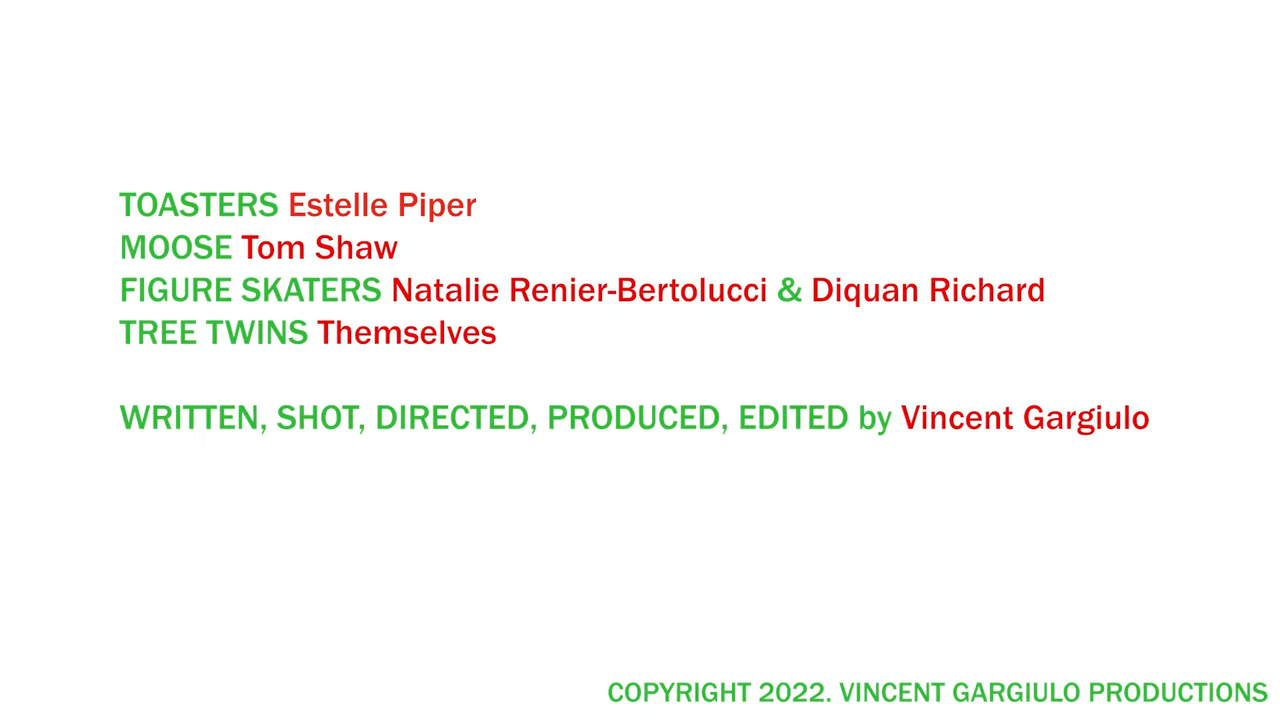 TOASTERS Estelle Piper
MOOSE Tom Shaw
FIGURE SKATERS Natalie Renier-Bertolucci & Diquan Richard
TREE TWINS Themselves
WRITTEN, SHOT, DIRECTED, PRODUCED, EDITED by Vincent Gargiulo
COPYRIGHT 2022. VINCENT GARGIULO PRODUCTIONS